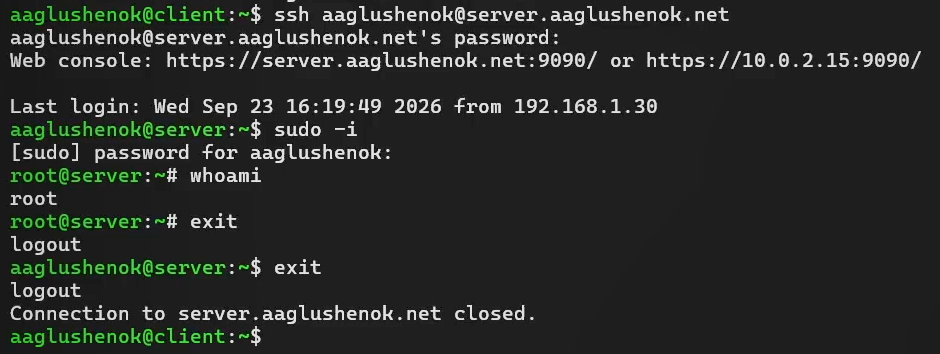 aaglushenok@client:~$ ssh aaglushenok@server.aaglushenok.net
aaglushenok@server.aaglushenok.net's password:
Web console: https://server.aaglushenok.net:9090/ or https://10.0.2.15:9090/

Last login: Wed Sep 23 16:19:49 2026 from 192.168.1.30
aaglushenok@server:~$ sudo -i
[sudo] password for aaglushenok:
root@server:~# whoami
root
root@server:~# exit
logout
aaglushenok@server:~$ exit
logout
Connection to server.aaglushenok.net closed.
aaglushenok@client:~$